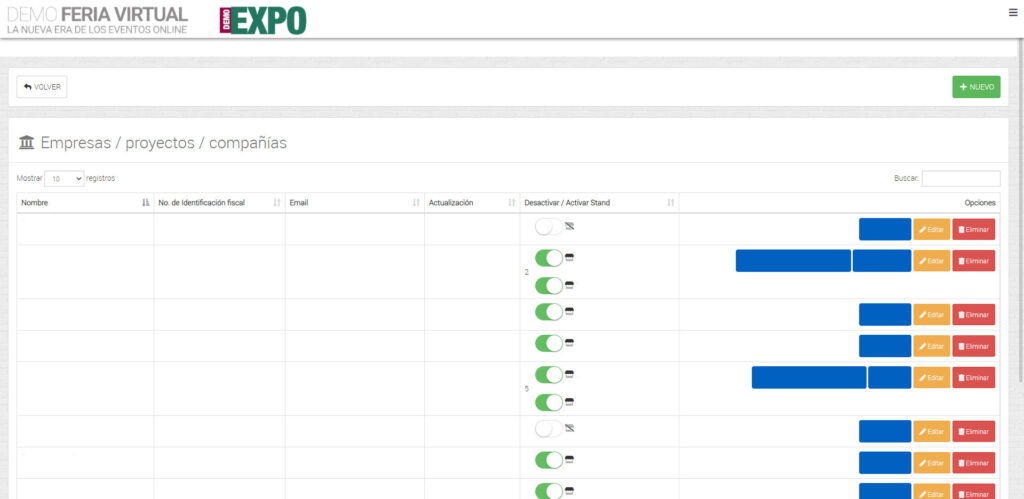 DEMO FERIA VIRTUAL
LA NUEVA ERA DE LOS EVENTOS ONLINE
DEMO EXPO
VOLVER
NUEVO
Empresas / proyectos / compañías
Mostrar 10 registros
Buscar:
Nombre No. de Identificación fiscal Email Actualización Desactivar / Activar Stand Opciones
Editar Eliminar
2 Editar Eliminar
Editar Eliminar
Editar Eliminar
5 Editar Eliminar
Editar Eliminar
Editar Eliminar
Editar Eliminar